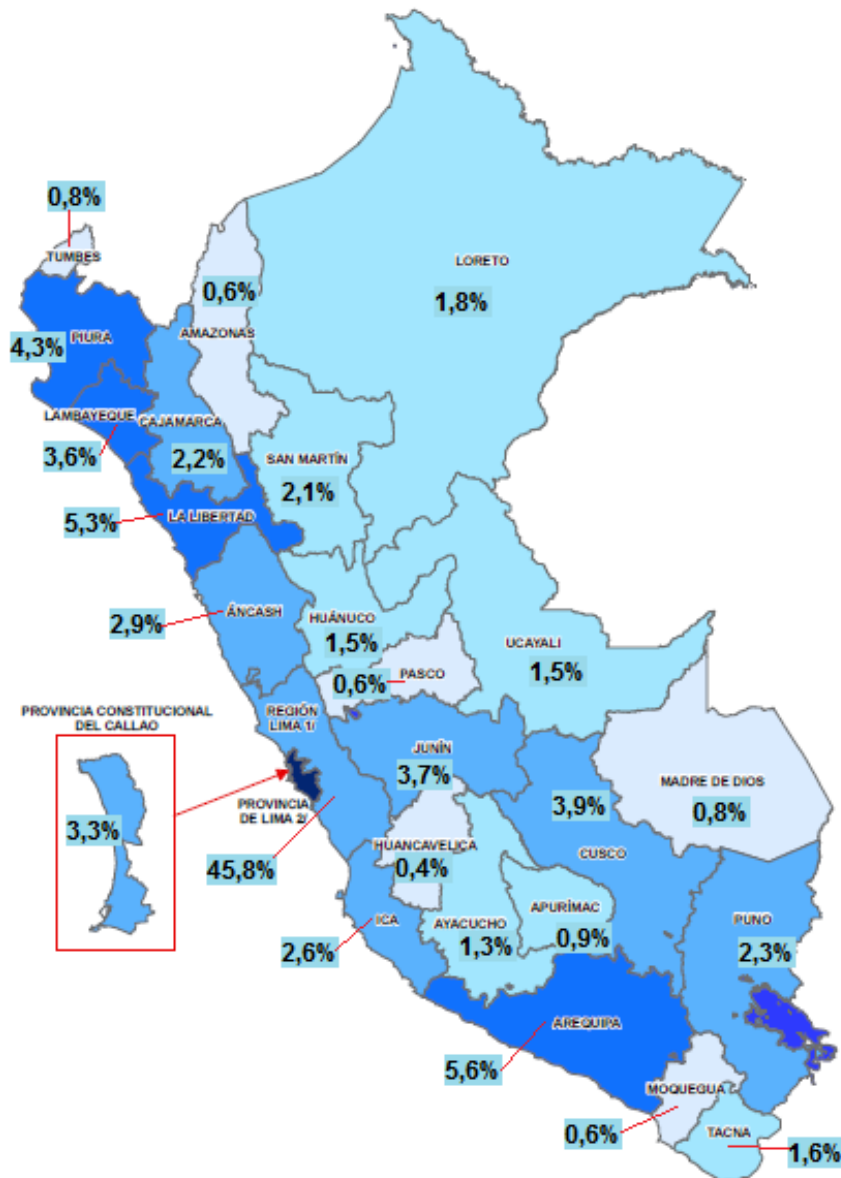 0,8%
TUMBES
LORETO
1,8%
0,6%
AMAZONAS
PIURA
4,3%
LAMBAYEQUE
3,6%
CAJAMARCA
2,2%
SAN MARTÍN
2,1%
LA LIBERTAD
5,3%
ÁNCASH
2,9%
HUÁNUCO
1,5%
UCAYALI
1,5%
PASCO
0,6%
PROVINCIA CONSTITUCIONAL
DEL CALLAO
3,3%
REGIÓN
LIMA 1/
PROVINCIA
DE LIMA 2/
45,8%
JUNÍN
3,7%
MADRE DE DIOS
0,8%
3,9%
CUSCO
HUANCAVELICA
0,4%
ICA
2,6%
AYACUCHO
1,3%
APURÍMAC
0,9%
PUNO
2,3%
AREQUIPA
5,6%
MOQUEGUA
0,6%
TACNA
1,6%